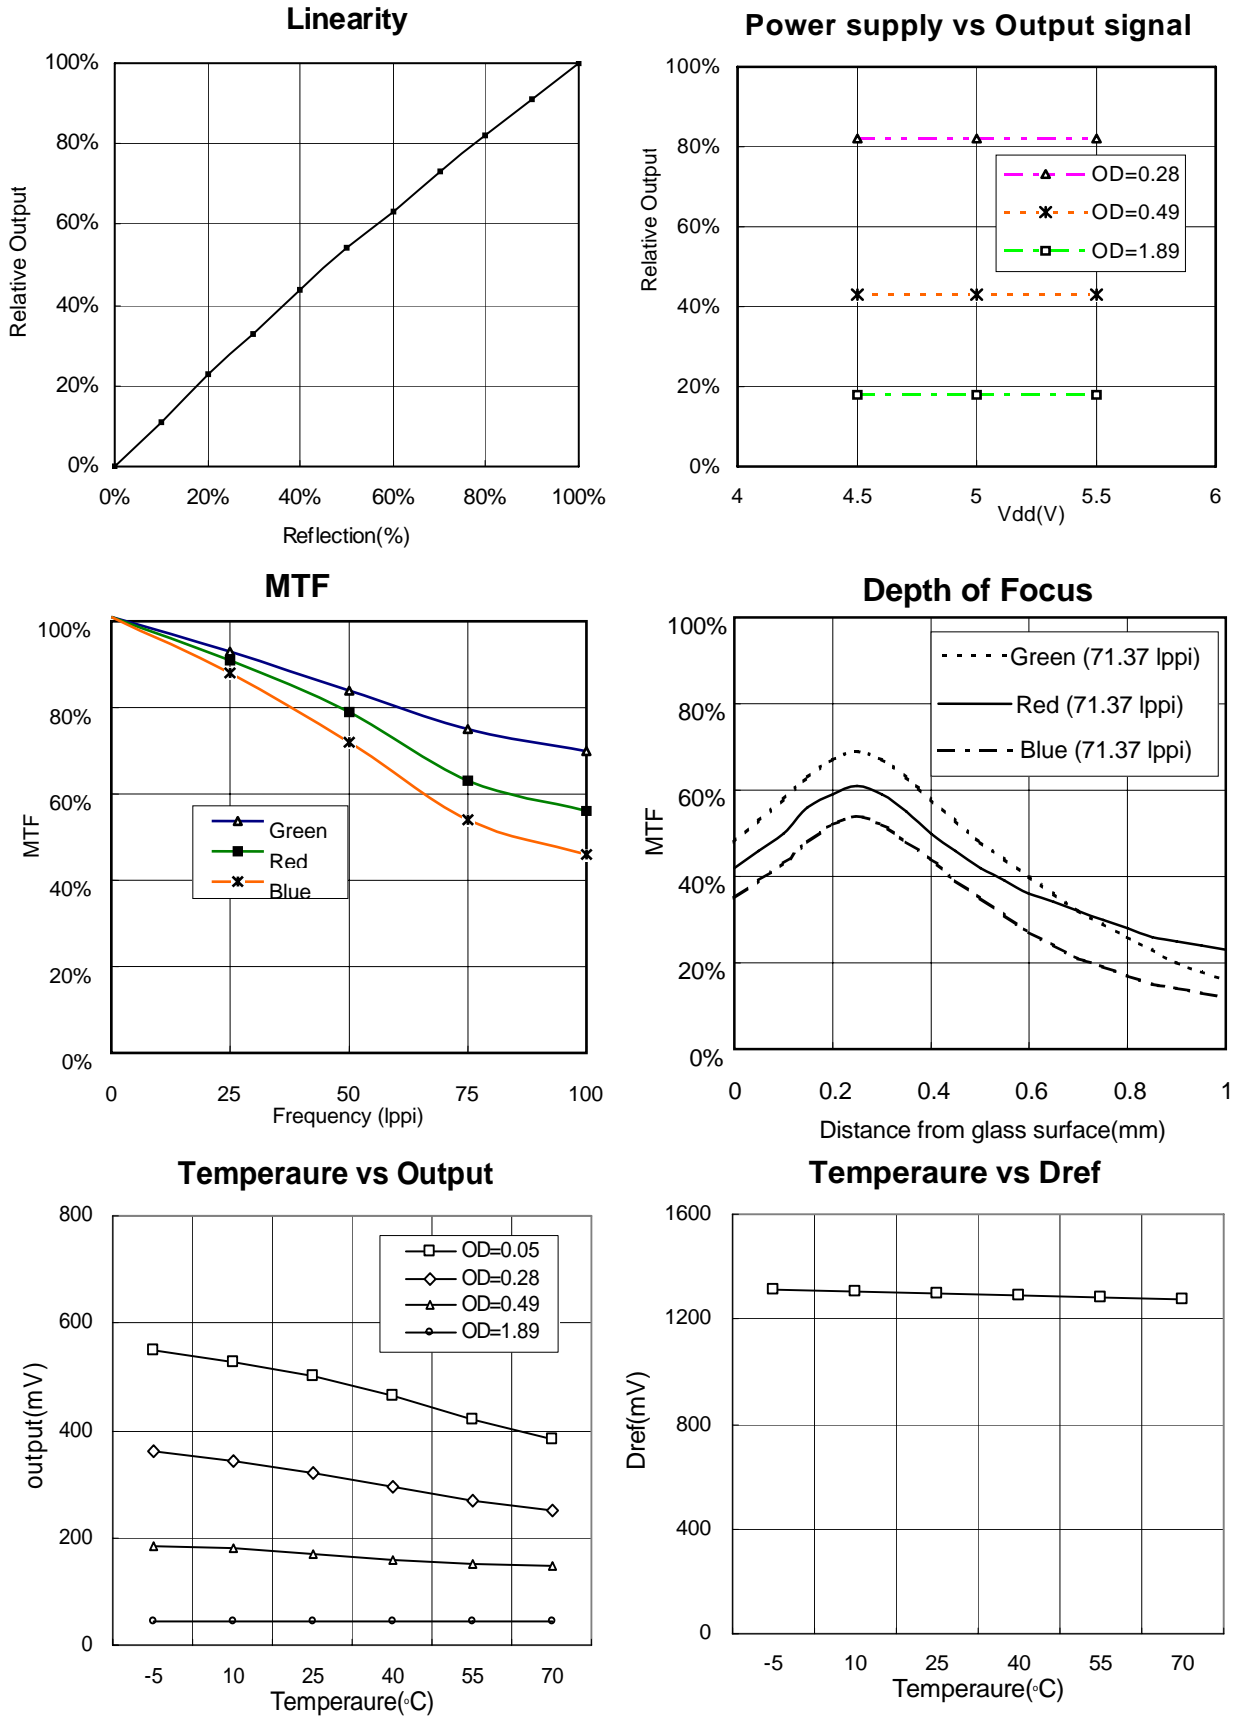 Linearity
100%
80%
60%
40%
20%
0%
Relative Output
0% 20% 40% 60% 80% 100%
Reflection(%)
Power supply vs Output signal
100%
80%
60%
40%
20%
0%
Relative Output
OD=0.28
OD=0.49
OD=1.89
4 4.5 5 5.5 6
Vdd(V)
MTF
100%
80%
60%
40%
20%
0%
MTF
Green
Red
Blue
0 25 50 75 100
Frequency (lppi)
Depth of Focus
100%
80%
60%
40%
20%
0%
MTF
Green (71.37 lppi)
Red (71.37 lppi)
Blue (71.37 lppi)
0 0.2 0.4 0.6 0.8 1
Distance from glass surface(mm)
Temperaure vs Output
800
600
400
200
0
output(mV)
OD=0.05
OD=0.28
OD=0.49
OD=1.89
-5 10 25 40 55 70
Temperaure(°C)
Temperaure vs Dref
1600
1200
800
400
0
Dref(mV)
-5 10 25 40 55 70
Temperaure(°C)